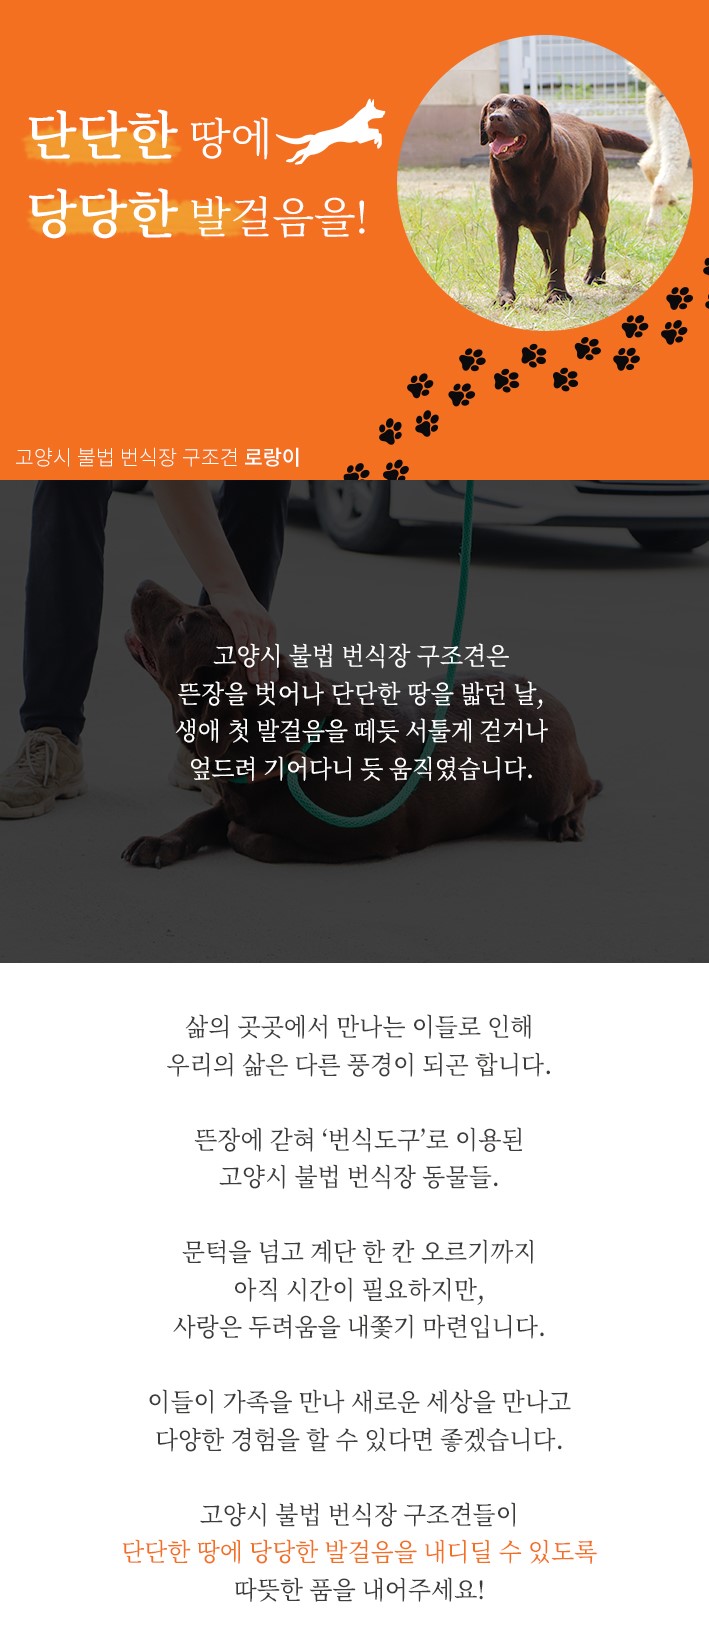 단단한 땅에
당당한 발걸음을!
고양시 불법 번식장 구조견 로랑이
고양시 불법 번식장 구조견은
뜬장을 벗어나 단단한 땅을 밟던 날,
생애 첫 발걸음을 떼듯 서툴게 걷거나
엎드려 기어다니 듯 움직였습니다.
삶의 곳곳에서 만나는 이들로 인해
우리의 삶은 다른 풍경이 되곤 합니다.
뜬장에 갇혀 ‘번식도구’로 이용된
고양시 불법 번식장 동물들.
문턱을 넘고 계단 한 칸 오르기까지
아직 시간이 필요하지만,
사랑은 두려움을 내쫓기 마련입니다.
이들이 가족을 만나 새로운 세상을 만나고
다양한 경험을 할 수 있다면 좋겠습니다.
고양시 불법 번식장 구조견들이
단단한 땅에 당당한 발걸음을 내디딜 수 있도록
따뜻한 품을 내어주세요!